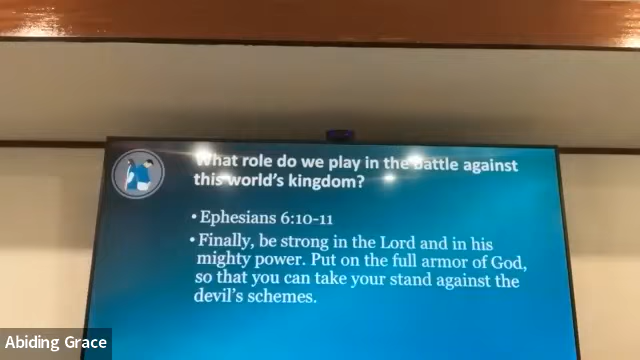 What role do we play in the battle against
this world's kingdom?
• Ephesians 6:10-11
• Finally, be strong in the Lord and in his
mighty power. Put on the full armor of God,
so that you can take your stand against the
devil's schemes.
Abiding Grace